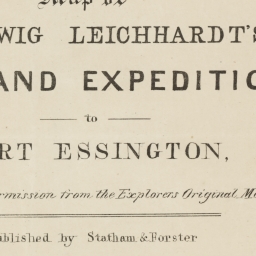 WIG LEICHHARDT'S
AND EXPEDITIO
to
RT ESSINGTON,
rmission from the Explorers Original M
ublished by Statham & Forster